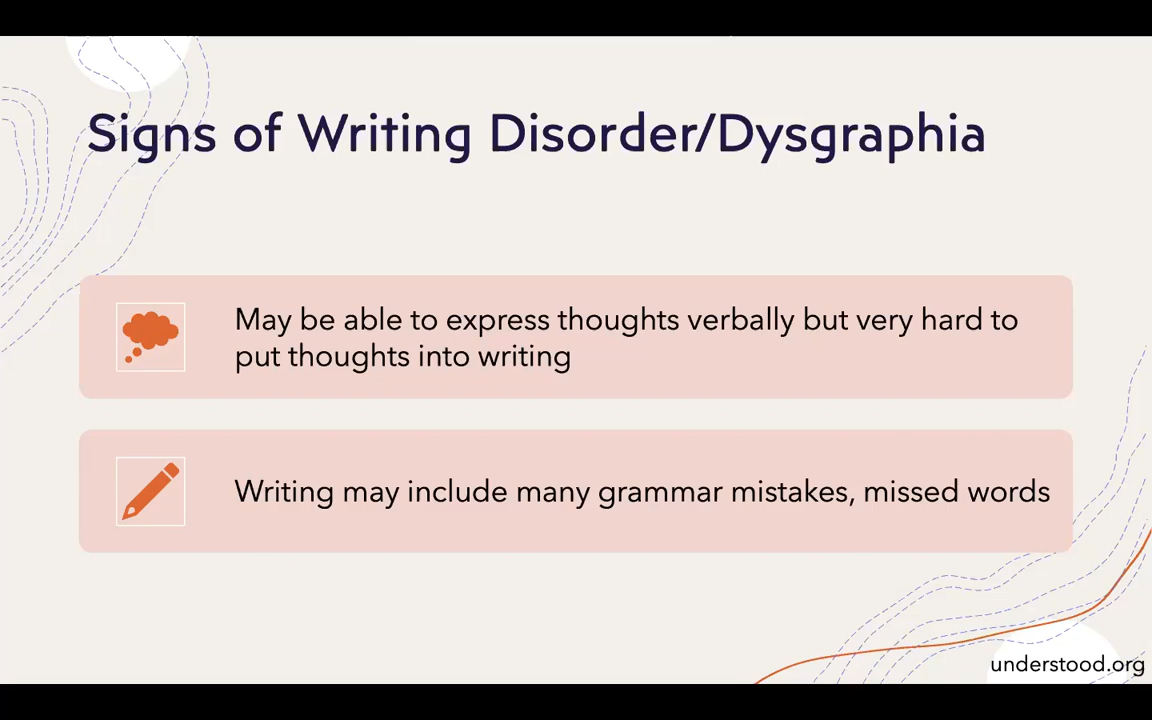 Signs of Writing Disorder/Dysgraphia
May be able to express thoughts verbally but very hard to
put thoughts into writing
Writing may include many grammar mistakes, missed words
understood.org